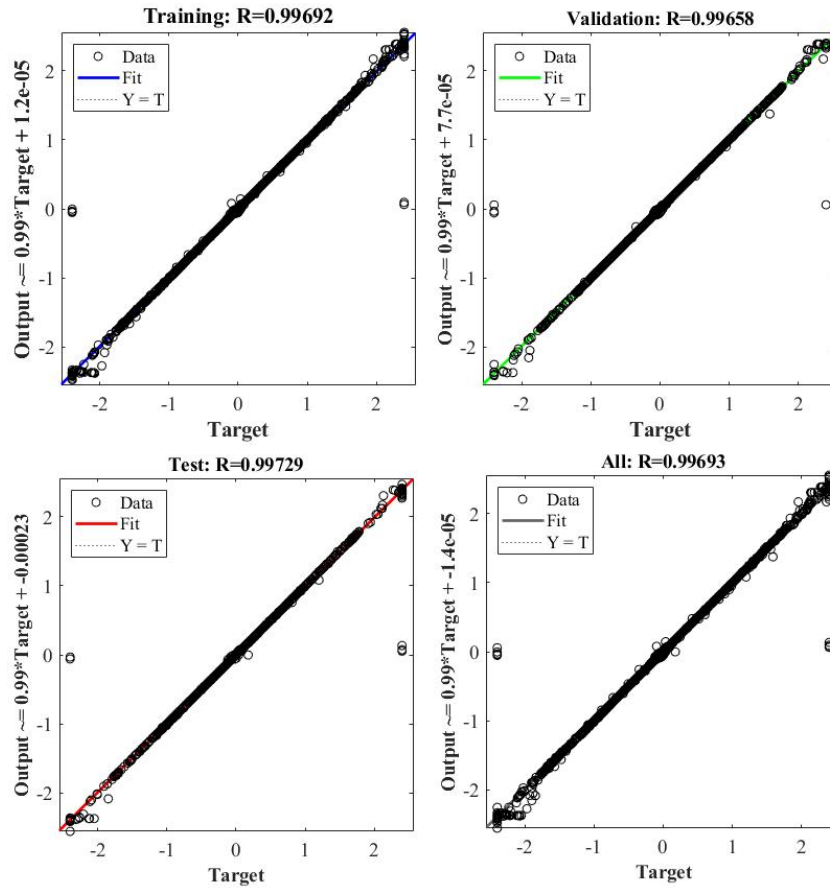 Training: R=0.99692
Output ~= 0.99*Target + 1.2e-05
Data
Fit
Y = T
2
1
0
-1
-2
-2 -1 0 1 2
Target
Validation: R=0.99658
Output ~= 0.99*Target + 7.7e-05
Data
Fit
Y = T
2
1
0
-1
-2
-2 -1 0 1 2
Target
Test: R=0.99729
Output ~= 0.99*Target + -0.00023
Data
Fit
Y = T
2
1
0
-1
-2
-2 -1 0 1 2
Target
All: R=0.99693
Output ~= 0.99*Target + -1.4e-05
Data
Fit
Y = T
2
1
0
-1
-2
-2 -1 0 1 2
Target